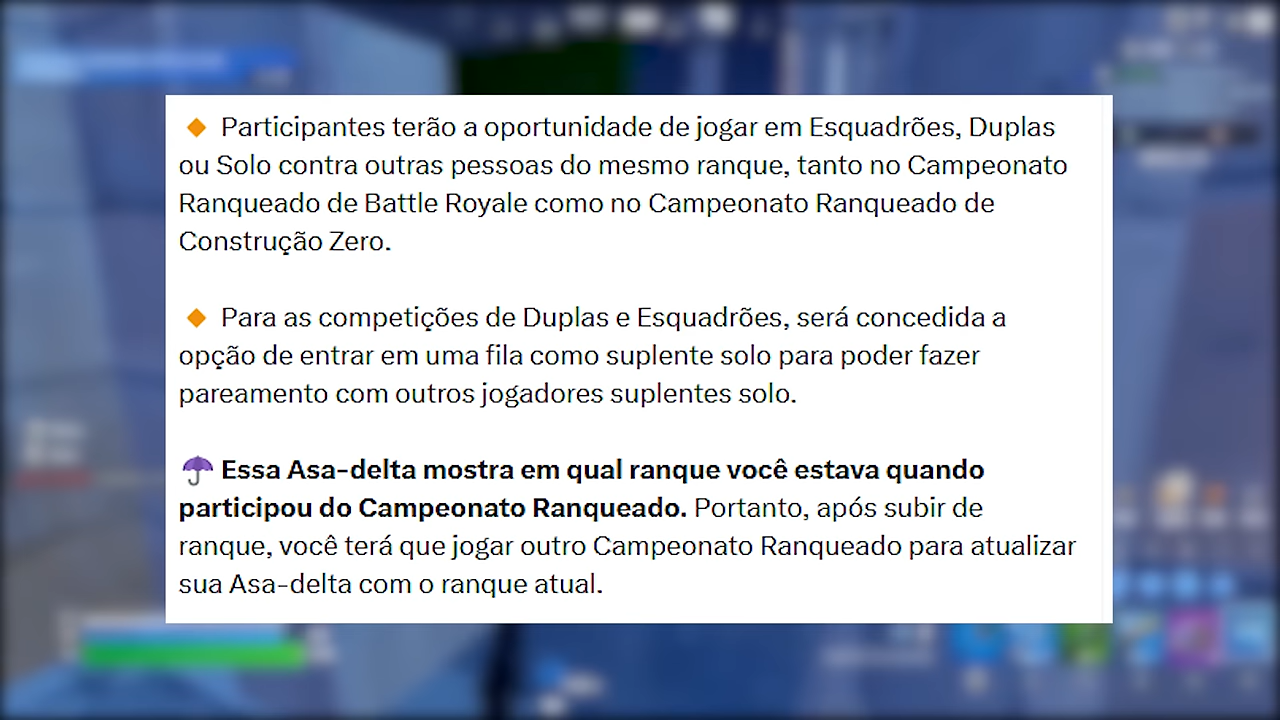 🔸 Participantes terão a oportunidade de jogar em Esquadrões, Duplas
ou Solo contra outras pessoas do mesmo ranque, tanto no Campeonato
Ranqueado de Battle Royale como no Campeonato Ranqueado de
Construção Zero.
🔸 Para as competições de Duplas e Esquadrões, será concedida a
opção de entrar em uma fila como suplente solo para poder fazer
pareamento com outros jogadores suplentes solo.
☂️ Essa Asa-delta mostra em qual ranque você estava quando
participou do Campeonato Ranqueado. Portanto, após subir de
ranque, você terá que jogar outro Campeonato Ranqueado para atualizar
sua Asa-delta com o ranque atual.